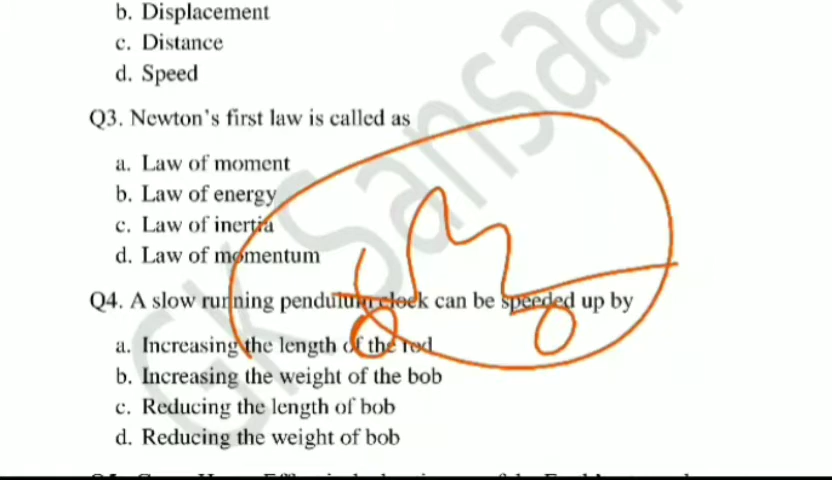 b. Displacement
c. Distance
d. Speed
Q3. Newton's first law is called as
a. Law of moment
b. Law of energy
c. Law of inertia
d. Law of momentum
Q4. A slow running pendulum clock can be speeded up by
a. Increasing the length of the rod
b. Increasing the weight of the bob
c. Reducing the length of bob
d. Reducing the weight of bob
GK Sansaar